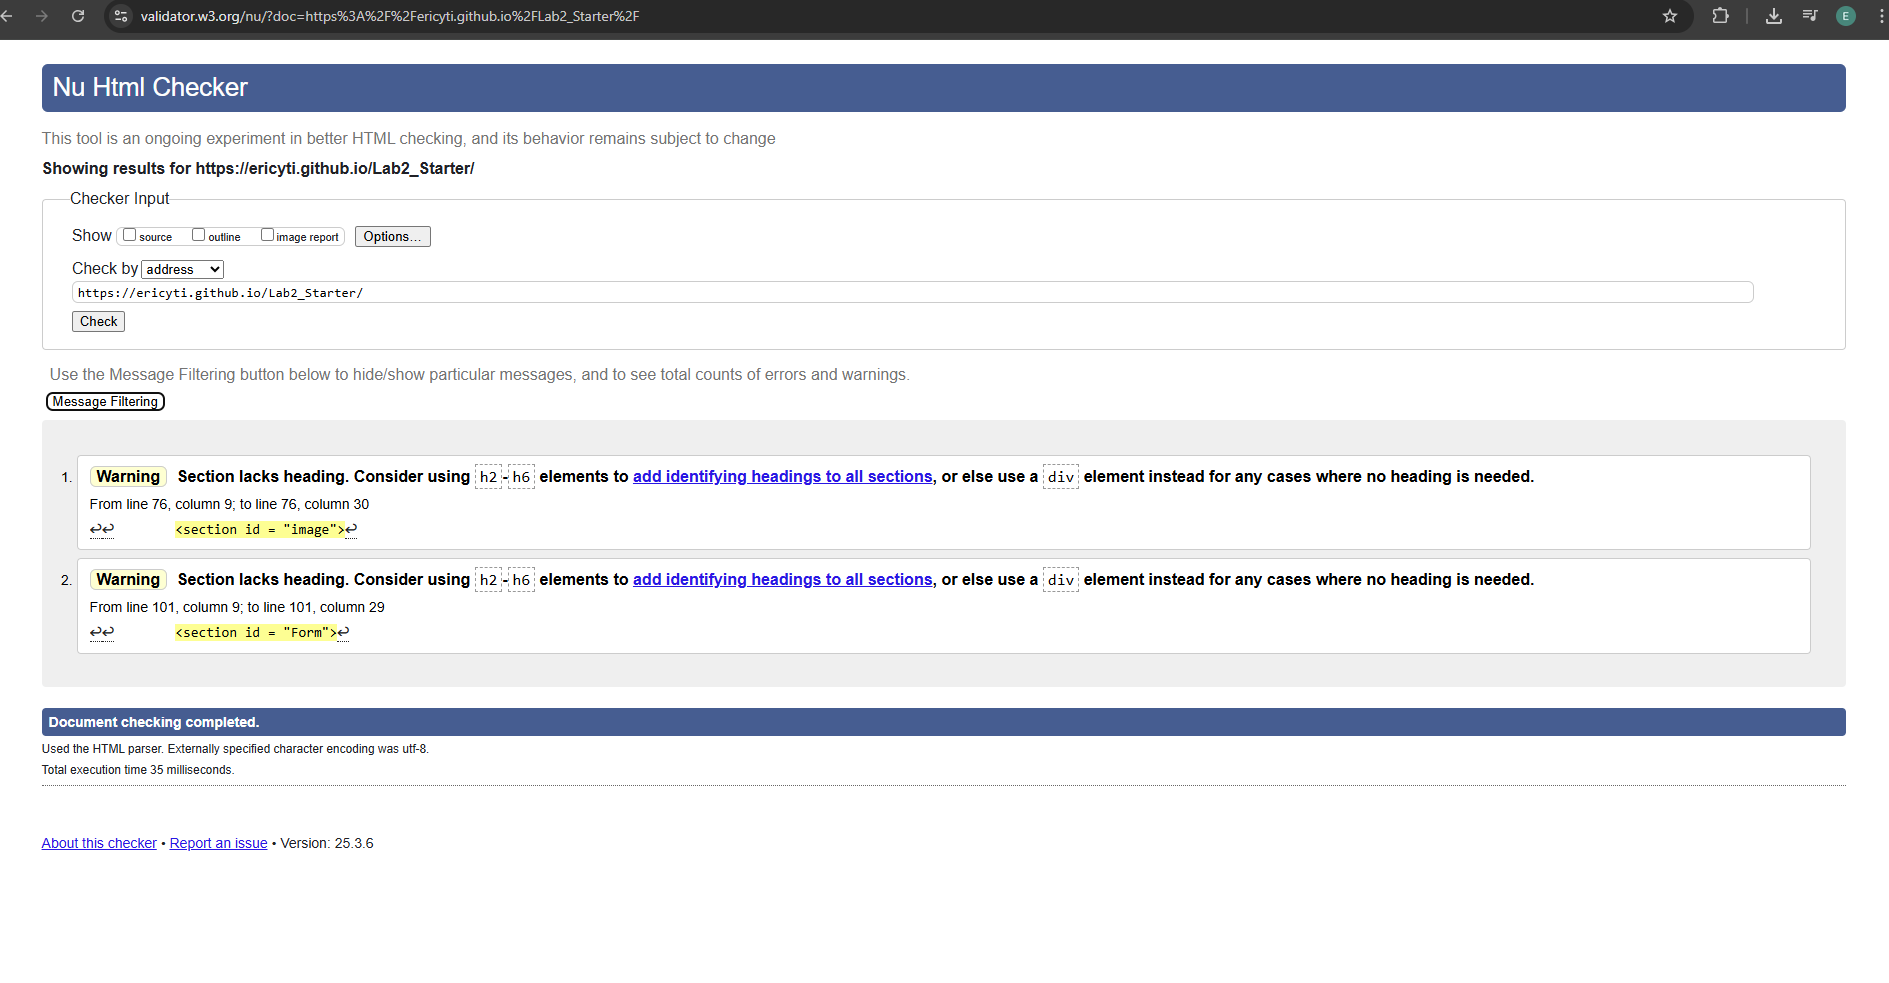 validator.w3.org/nu/?doc=https%3A%2F%2Fericyti.github.io%2FLab2_Starter%2F
E
Nu Html Checker
This tool is an ongoing experiment in better HTML checking, and its behavior remains subject to change
Showing results for https://ericyti.github.io/Lab2_Starter/
Checker Input
Show source outline image report Options...
Check by address
https://ericyti.github.io/Lab2_Starter/
Check
Use the Message Filtering button below to hide/show particular messages, and to see total counts of errors and warnings.
Message Filtering
1. Warning Section lacks heading. Consider using h2-h6 elements to add identifying headings to all sections, or else use a div element instead for any cases where no heading is needed.
From line 76, column 9; to line 76, column 30
↩↩ <section id = "image">↩
2. Warning Section lacks heading. Consider using h2-h6 elements to add identifying headings to all sections, or else use a div element instead for any cases where no heading is needed.
From line 101, column 9; to line 101, column 29
↩↩ <section id = "Form">↩
Document checking completed.
Used the HTML parser. Externally specified character encoding was utf-8.
Total execution time 35 milliseconds.
About this checker • Report an issue • Version: 25.3.6